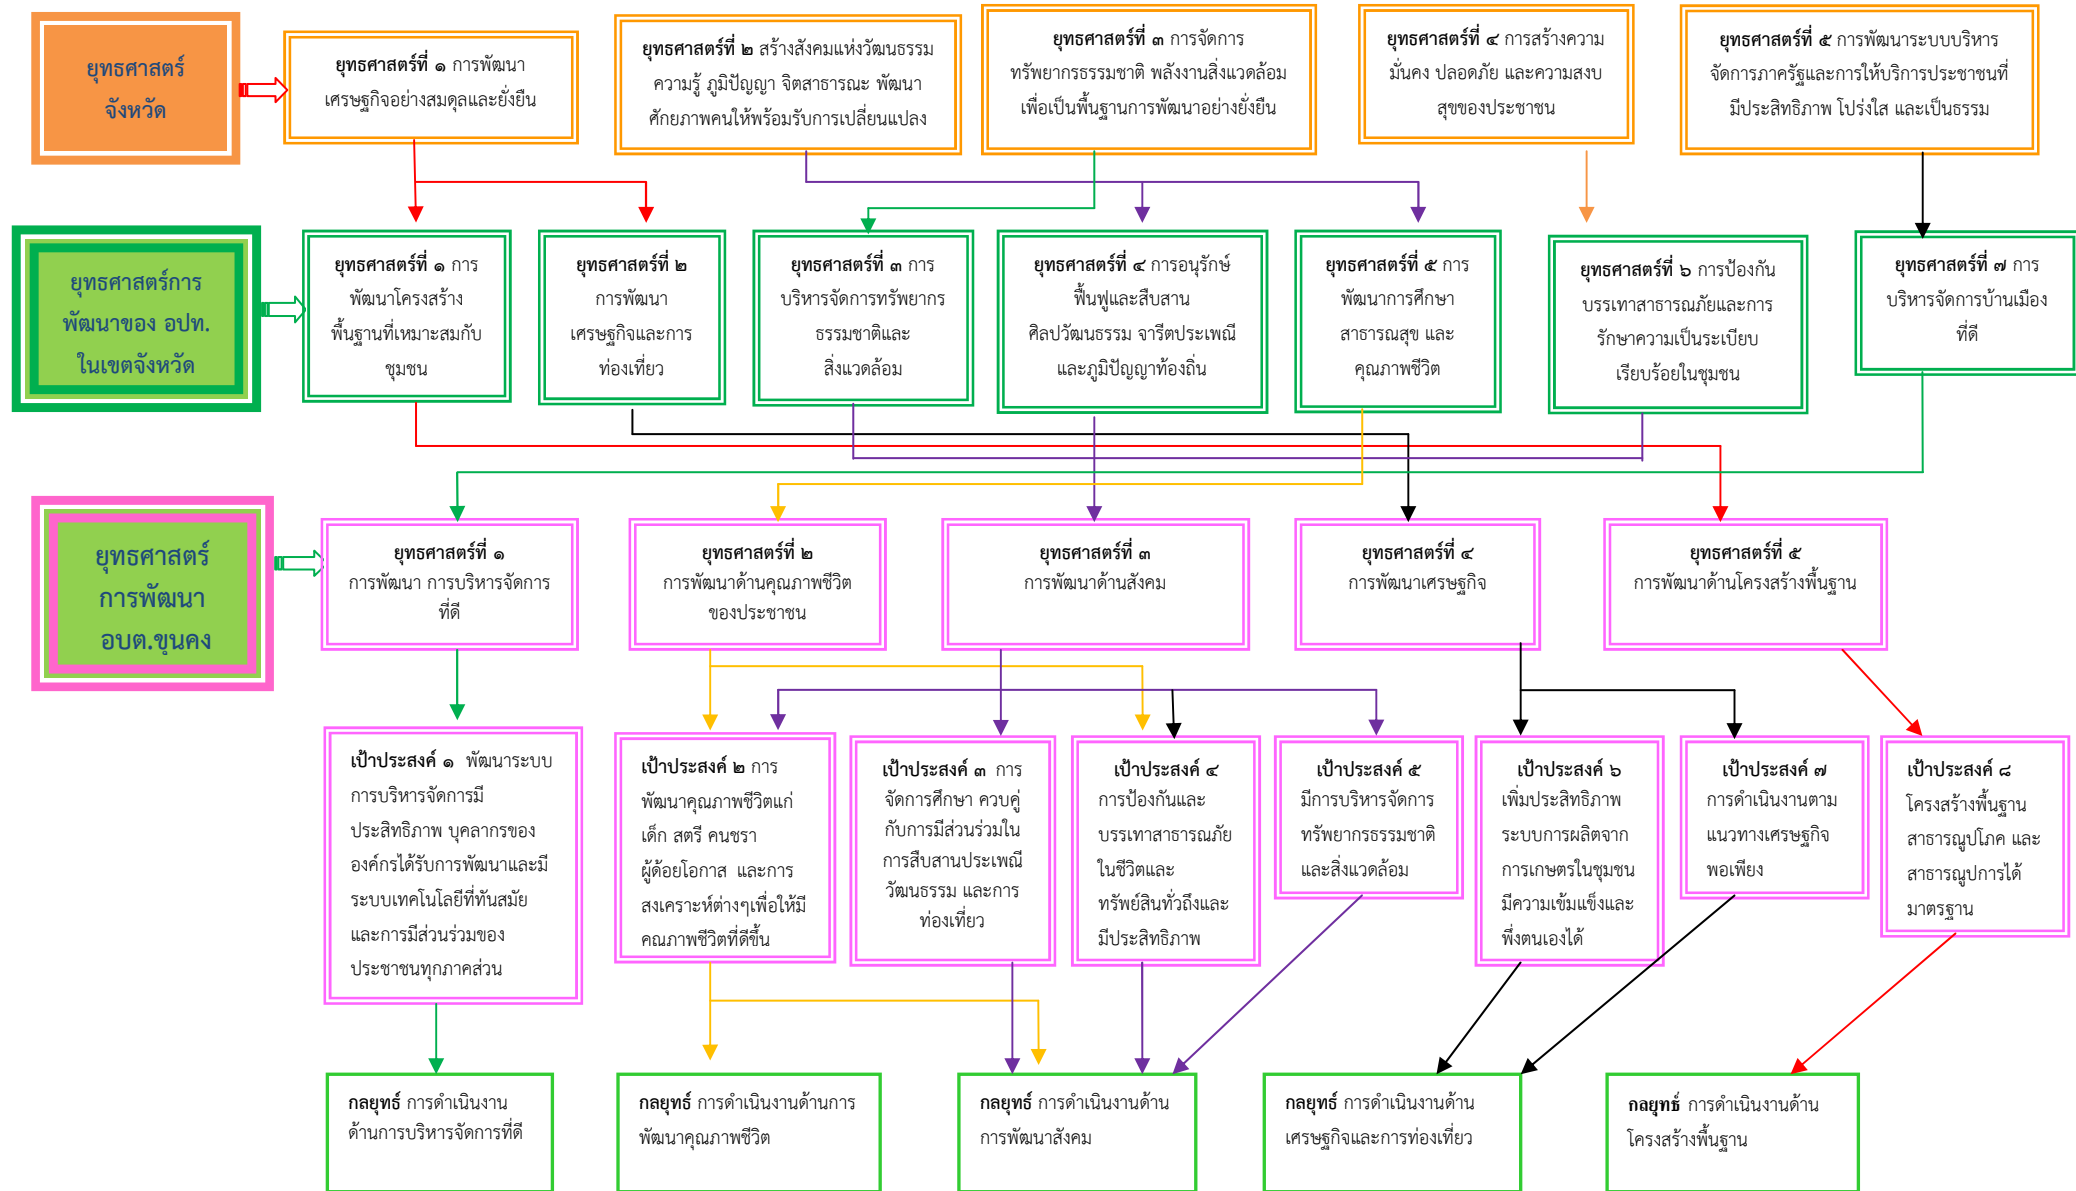 ยุทธศาสตร์
จังหวัด
ยุทธศาสตร์ที่ ๑ การพัฒนา
เศรษฐกิจอย่างสมดุลและยั่งยืน
ยุทธศาสตร์ที่ ๒ สร้างสังคมแห่งวัฒนธรรม
ความรู้ ภูมิปัญญา จิตสาธารณะ พัฒนา
ศักยภาพคนให้พร้อมรับการเปลี่ยนแปลง
ยุทธศาสตร์ที่ ๓ การจัดการ
ทรัพยากรธรรมชาติ พลังงานสิ่งแวดล้อม
เพื่อเป็นพื้นฐานการพัฒนาอย่างยั่งยืน
ยุทธศาสตร์ที่ ๔ การสร้างความ
มั่นคง ปลอดภัย และความสงบ
สุขของประชาชน
ยุทธศาสตร์ที่ ๕ การพัฒนาระบบบริหาร
จัดการภาครัฐและการให้บริการประชาชนที่
มีประสิทธิภาพ โปร่งใส และเป็นธรรม
ยุทธศาสตร์การ
พัฒนาของ อปท.
ในเขตจังหวัด
ยุทธศาสตร์ที่ ๑ การ
พัฒนาโครงสร้าง
พื้นฐานที่เหมาะสมกับ
ชุมชน
ยุทธศาสตร์ที่ ๒
การพัฒนา
เศรษฐกิจและการ
ท่องเที่ยว
ยุทธศาสตร์ที่ ๓ การ
บริหารจัดการทรัพยากร
ธรรมชาติและ
สิ่งแวดล้อม
ยุทธศาสตร์ที่ ๔ การอนุรักษ์
ฟื้นฟูและสืบสาน
ศิลปวัฒนธรรม จารีตประเพณี
และภูมิปัญญาท้องถิ่น
ยุทธศาสตร์ที่ ๕ การ
พัฒนาการศึกษา
สาธารณสุข และ
คุณภาพชีวิต
ยุทธศาสตร์ที่ ๖ การป้องกัน
บรรเทาสาธารณภัยและการ
รักษาความเป็นระเบียบ
เรียบร้อยในชุมชน
ยุทธศาสตร์ที่ ๗ การ
บริหารจัดการบ้านเมือง
ที่ดี
ยุทธศาสตร์
การพัฒนา
อบต.ขุนคง
ยุทธศาสตร์ที่ ๑
การพัฒนา การบริหารจัดการ
ที่ดี
ยุทธศาสตร์ที่ ๒
การพัฒนาด้านคุณภาพชีวิต
ของประชาชน
ยุทธศาสตร์ที่ ๓
การพัฒนาด้านสังคม
ยุทธศาสตร์ที่ ๔
การพัฒนาเศรษฐกิจ
ยุทธศาสตร์ที่ ๕
การพัฒนาด้านโครงสร้างพื้นฐาน
เป้าประสงค์ ๑ พัฒนาระบบ
การบริหารจัดการมี
ประสิทธิภาพ บุคลากรของ
องค์กรได้รับการพัฒนาและมี
ระบบเทคโนโลยีที่ทันสมัย
และการมีส่วนร่วมของ
ประชาชนทุกภาคส่วน
เป้าประสงค์ ๒ การ
พัฒนาคุณภาพชีวิตแก่
เด็ก สตรี คนชรา
ผู้ด้อยโอกาส และการ
สงเคราะห์ต่างๆเพื่อให้มี
คณภาพชีวิตที่ดีขึ้น
เป้าประสงค์ ๓ การ
จัดการศึกษา ควบคู่
กับการมีส่วนร่วมใน
การสืบสานประเพณี
วัฒนธรรม และการ
ท่องเที่ยว
เป้าประสงค์ ๔
การป้องกันและ
บรรเทาสาธารณภัย
ในชีวิตและ
ทรัพย์สินทั่วถึงและ
มีประสิทธิภาพ
เป้าประสงค์ ๕
มีการบริหารจัดการ
ทรัพยากรธรรมชาติ
และสิ่งแวดล้อม
เป้าประสงค์ ๖
เพิ่มประสิทธิภาพ
ระบบการผลิตจาก
การเกษตรในชุมชน
มีความเข้มแข็งและ
พึ่งตนเองได้
เป้าประสงค์ ๗
การดำเนินงานตาม
แนวทางเศรษฐกิจ
พอเพียง
เป้าประสงค์ ๘
โครงสร้างพื้นฐาน
สาธารณูปโภค และ
สาธารณูปการได้
มาตรฐาน
กลยุทธ์ การดำเนินงาน
ด้านการบริหารจัดการที่ดี
กลยุทธ์ การดำเนินงานด้านการ
พัฒนาคุณภาพชีวิต
กลยุทธ์ การดำเนินงานด้าน
การพัฒนาสังคม
กลยุทธ์ การดำเนินงานด้าน
เศรษฐกิจและการท่องเที่ยว
กลยุทธ์ การดำเนินงานด้าน
โครงสร้างพื้นฐาน